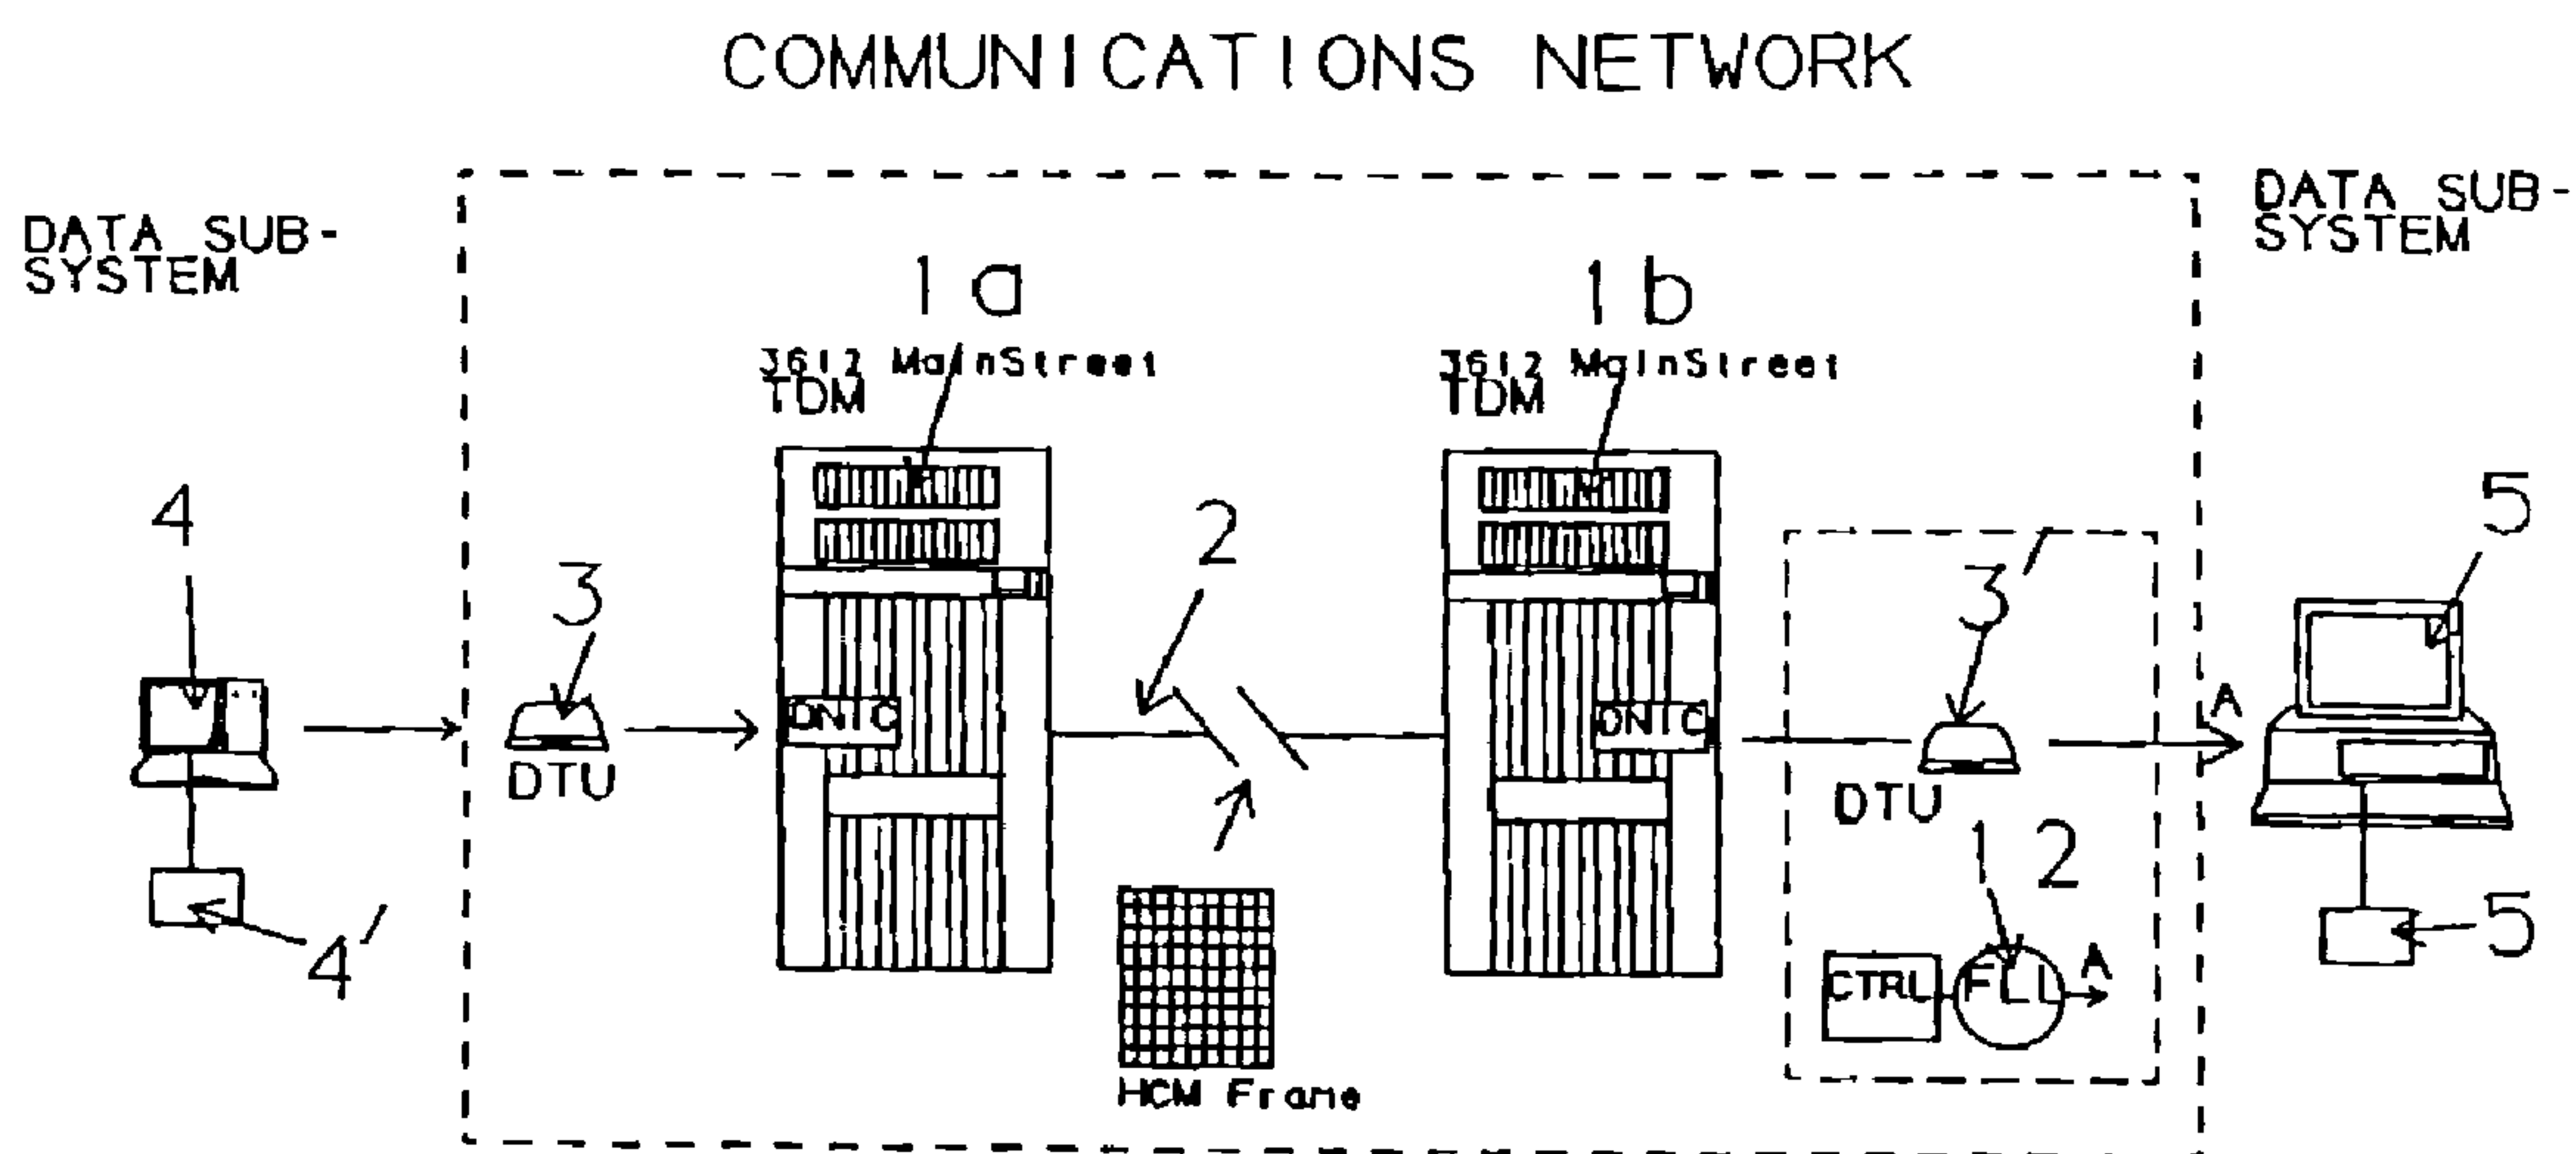 COMMUNICATIONS NETWORK
DATA SUB-
SYSTEM
DATA SUB-
SYSTEM
1a
3612 MainStreet
TDM
1b
3612 MainStreet
TDM
4
3
2
3'
5
DNIC
DNIC
A
DTU
DTU
12
4'
CTRL
FLL
A
5
HCM Frame